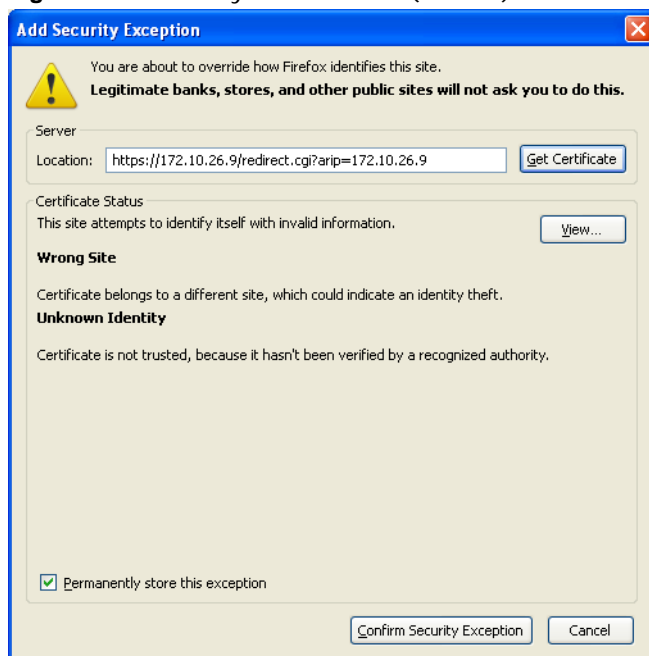 Add Security Exception
You are about to override how Firefox identifies this site.
Legitimate banks, stores, and other public sites will not ask you to do this.
Server
Location: https://172.10.26.9/redirect.cgi?arip=172.10.26.9 Get Certificate
Certificate Status
This site attempts to identify itself with invalid information. View...
Wrong Site
Certificate belongs to a different site, which could indicate an identity theft.
Unknown Identity
Certificate is not trusted, because it hasn't been verified by a recognized authority.
Permanently store this exception
Confirm Security Exception Cancel